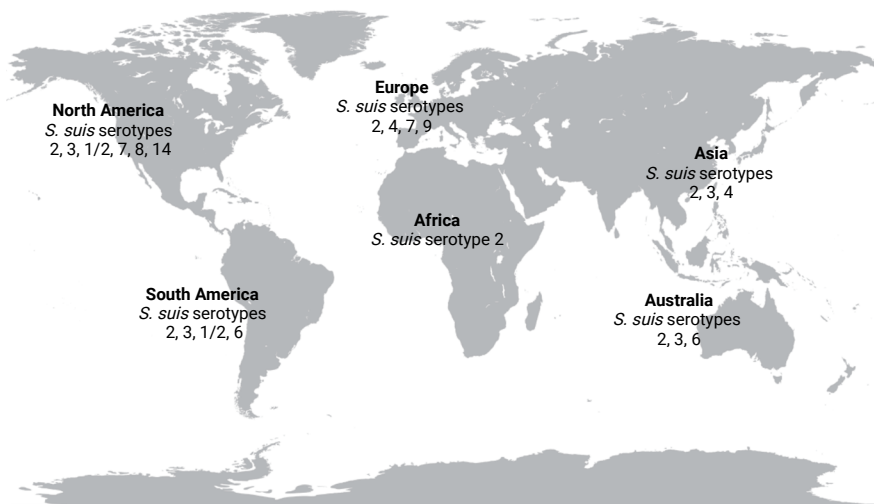 North America
S. suis serotypes
2, 3, 1/2, 7, 8, 14
Europe
S. suis serotypes
2, 4, 7, 9
Asia
S. suis serotypes
2, 3, 4
Africa
S. suis serotype 2
South America
S. suis serotypes
2, 3, 1/2, 6
Australia
S. suis serotypes
2, 3, 6